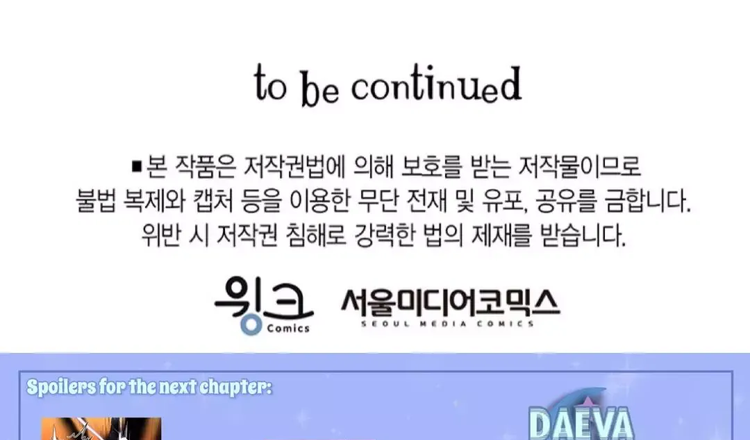 to be continued
■본 작품은 저작권법에 의해 보호를 받는 저작물이므로
불법 복제와 캡처 등을 이용한 무단 전재 및 유포, 공유를 금합니다.
위반 시 저작권 침해로 강력한 법의 제재를 받습니다.
윙크 서울미디어코믹스
Comics SEOUL MEDIA COMICS
Spoilers for the next chapter:
DAEVA